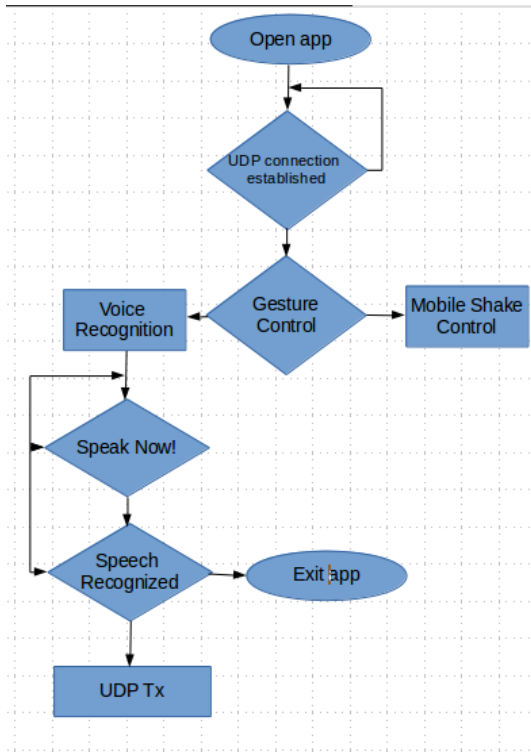 Open app
UDP connection
established
Gesture
Control
Voice
Recognition
Mobile Shake
Control
Speak Now!
Speech
Recognized
Exit app
UDP Tx